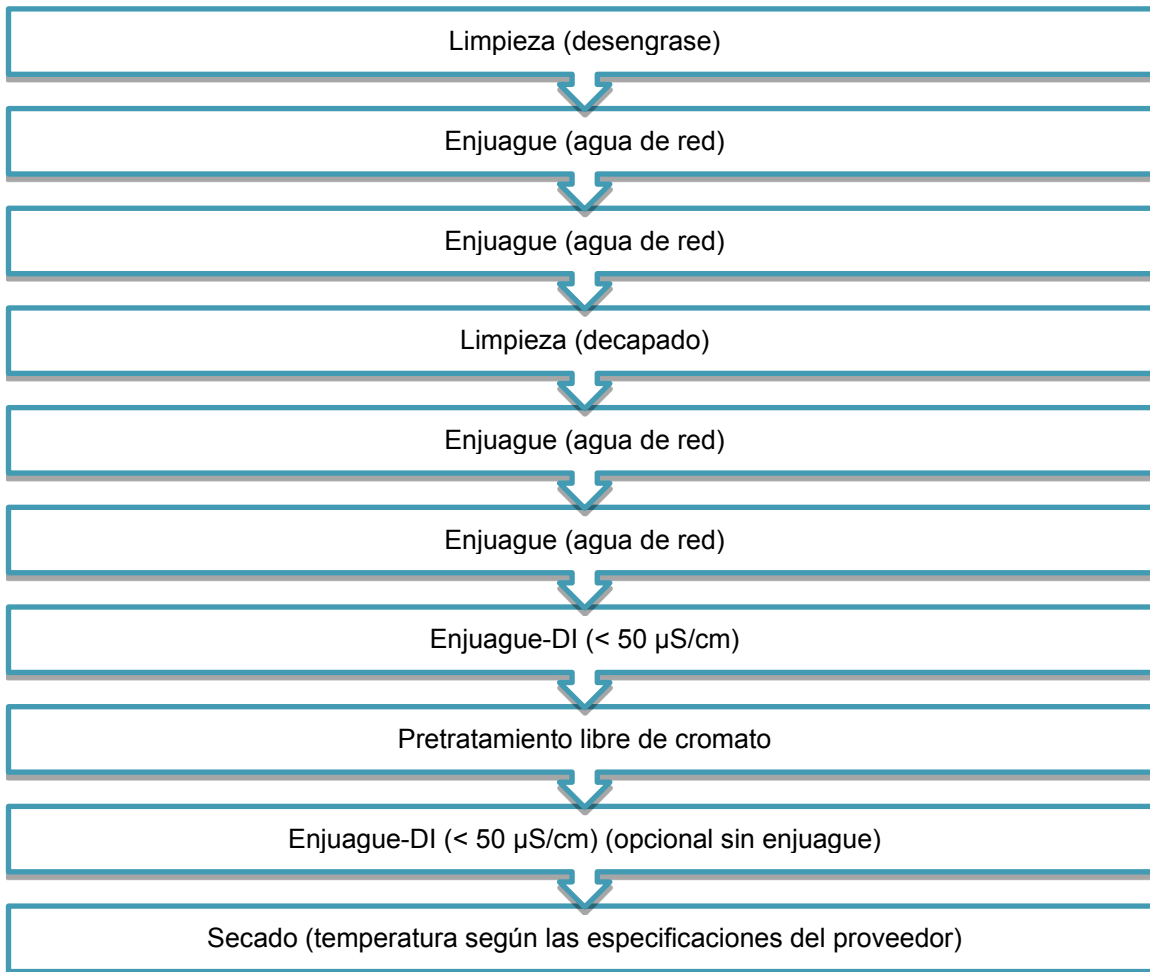 Limpieza (desengrase)
Enjuague (agua de red)
Enjuague (agua de red)
Limpieza (decapado)
Enjuague (agua de red)
Enjuague (agua de red)
Enjuague-DI (< 50 µS/cm)
Pretratamiento libre de cromato
Enjuague-DI (< 50 µS/cm) (opcional sin enjuague)
Secado (temperatura según las especificaciones del proveedor)